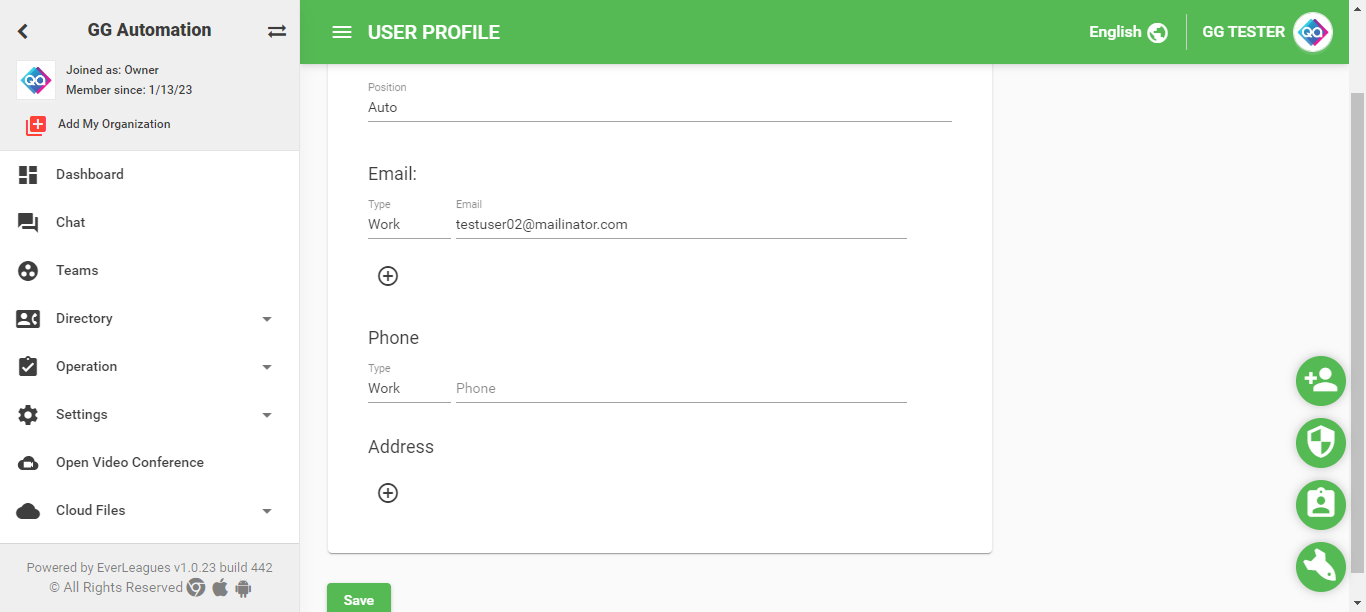 GG Automation
Joined as: Owner
Member since: 1/13/23
Add My Organization
Dashboard
Chat
Teams
Directory
Operation
Settings
Open Video Conference
Cloud Files
Powered by EverLeagues v1.0.23 build 442
© All Rights Reserved
USER PROFILE
English
GG TESTER
QA
Position
Auto
Email:
Type
Email
Work
testuser02@mailinator.com
Phone
Type
Work
Phone
Address
Save